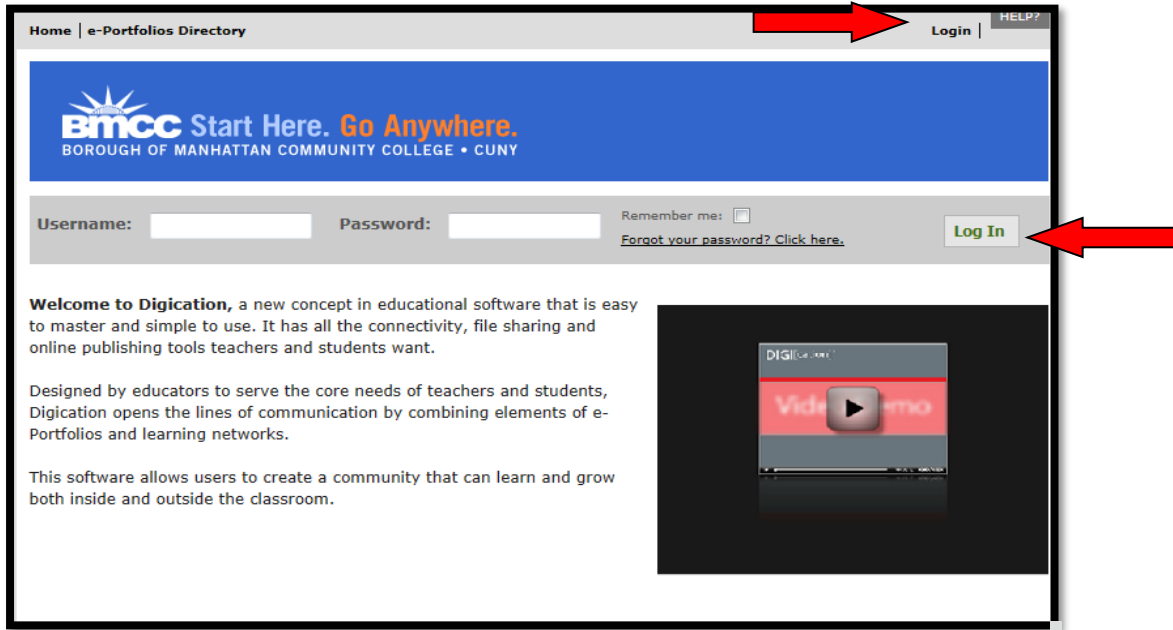 Home | e-Portfolios Directory
Login |
HELP?
BMCC Start Here. Go Anywhere.
BOROUGH OF MANHATTAN COMMUNITY COLLEGE • CUNY
Username:
Password:
Remember me:
Forgot your password? Click here.
Log In
Welcome to Digication, a new concept in educational software that is easy
to master and simple to use. It has all the connectivity, file sharing and
online publishing tools teachers and students want.
Designed by educators to serve the core needs of teachers and students,
Digication opens the lines of communication by combining elements of e-
Portfolios and learning networks.
This software allows users to create a community that can learn and grow
both inside and outside the classroom.